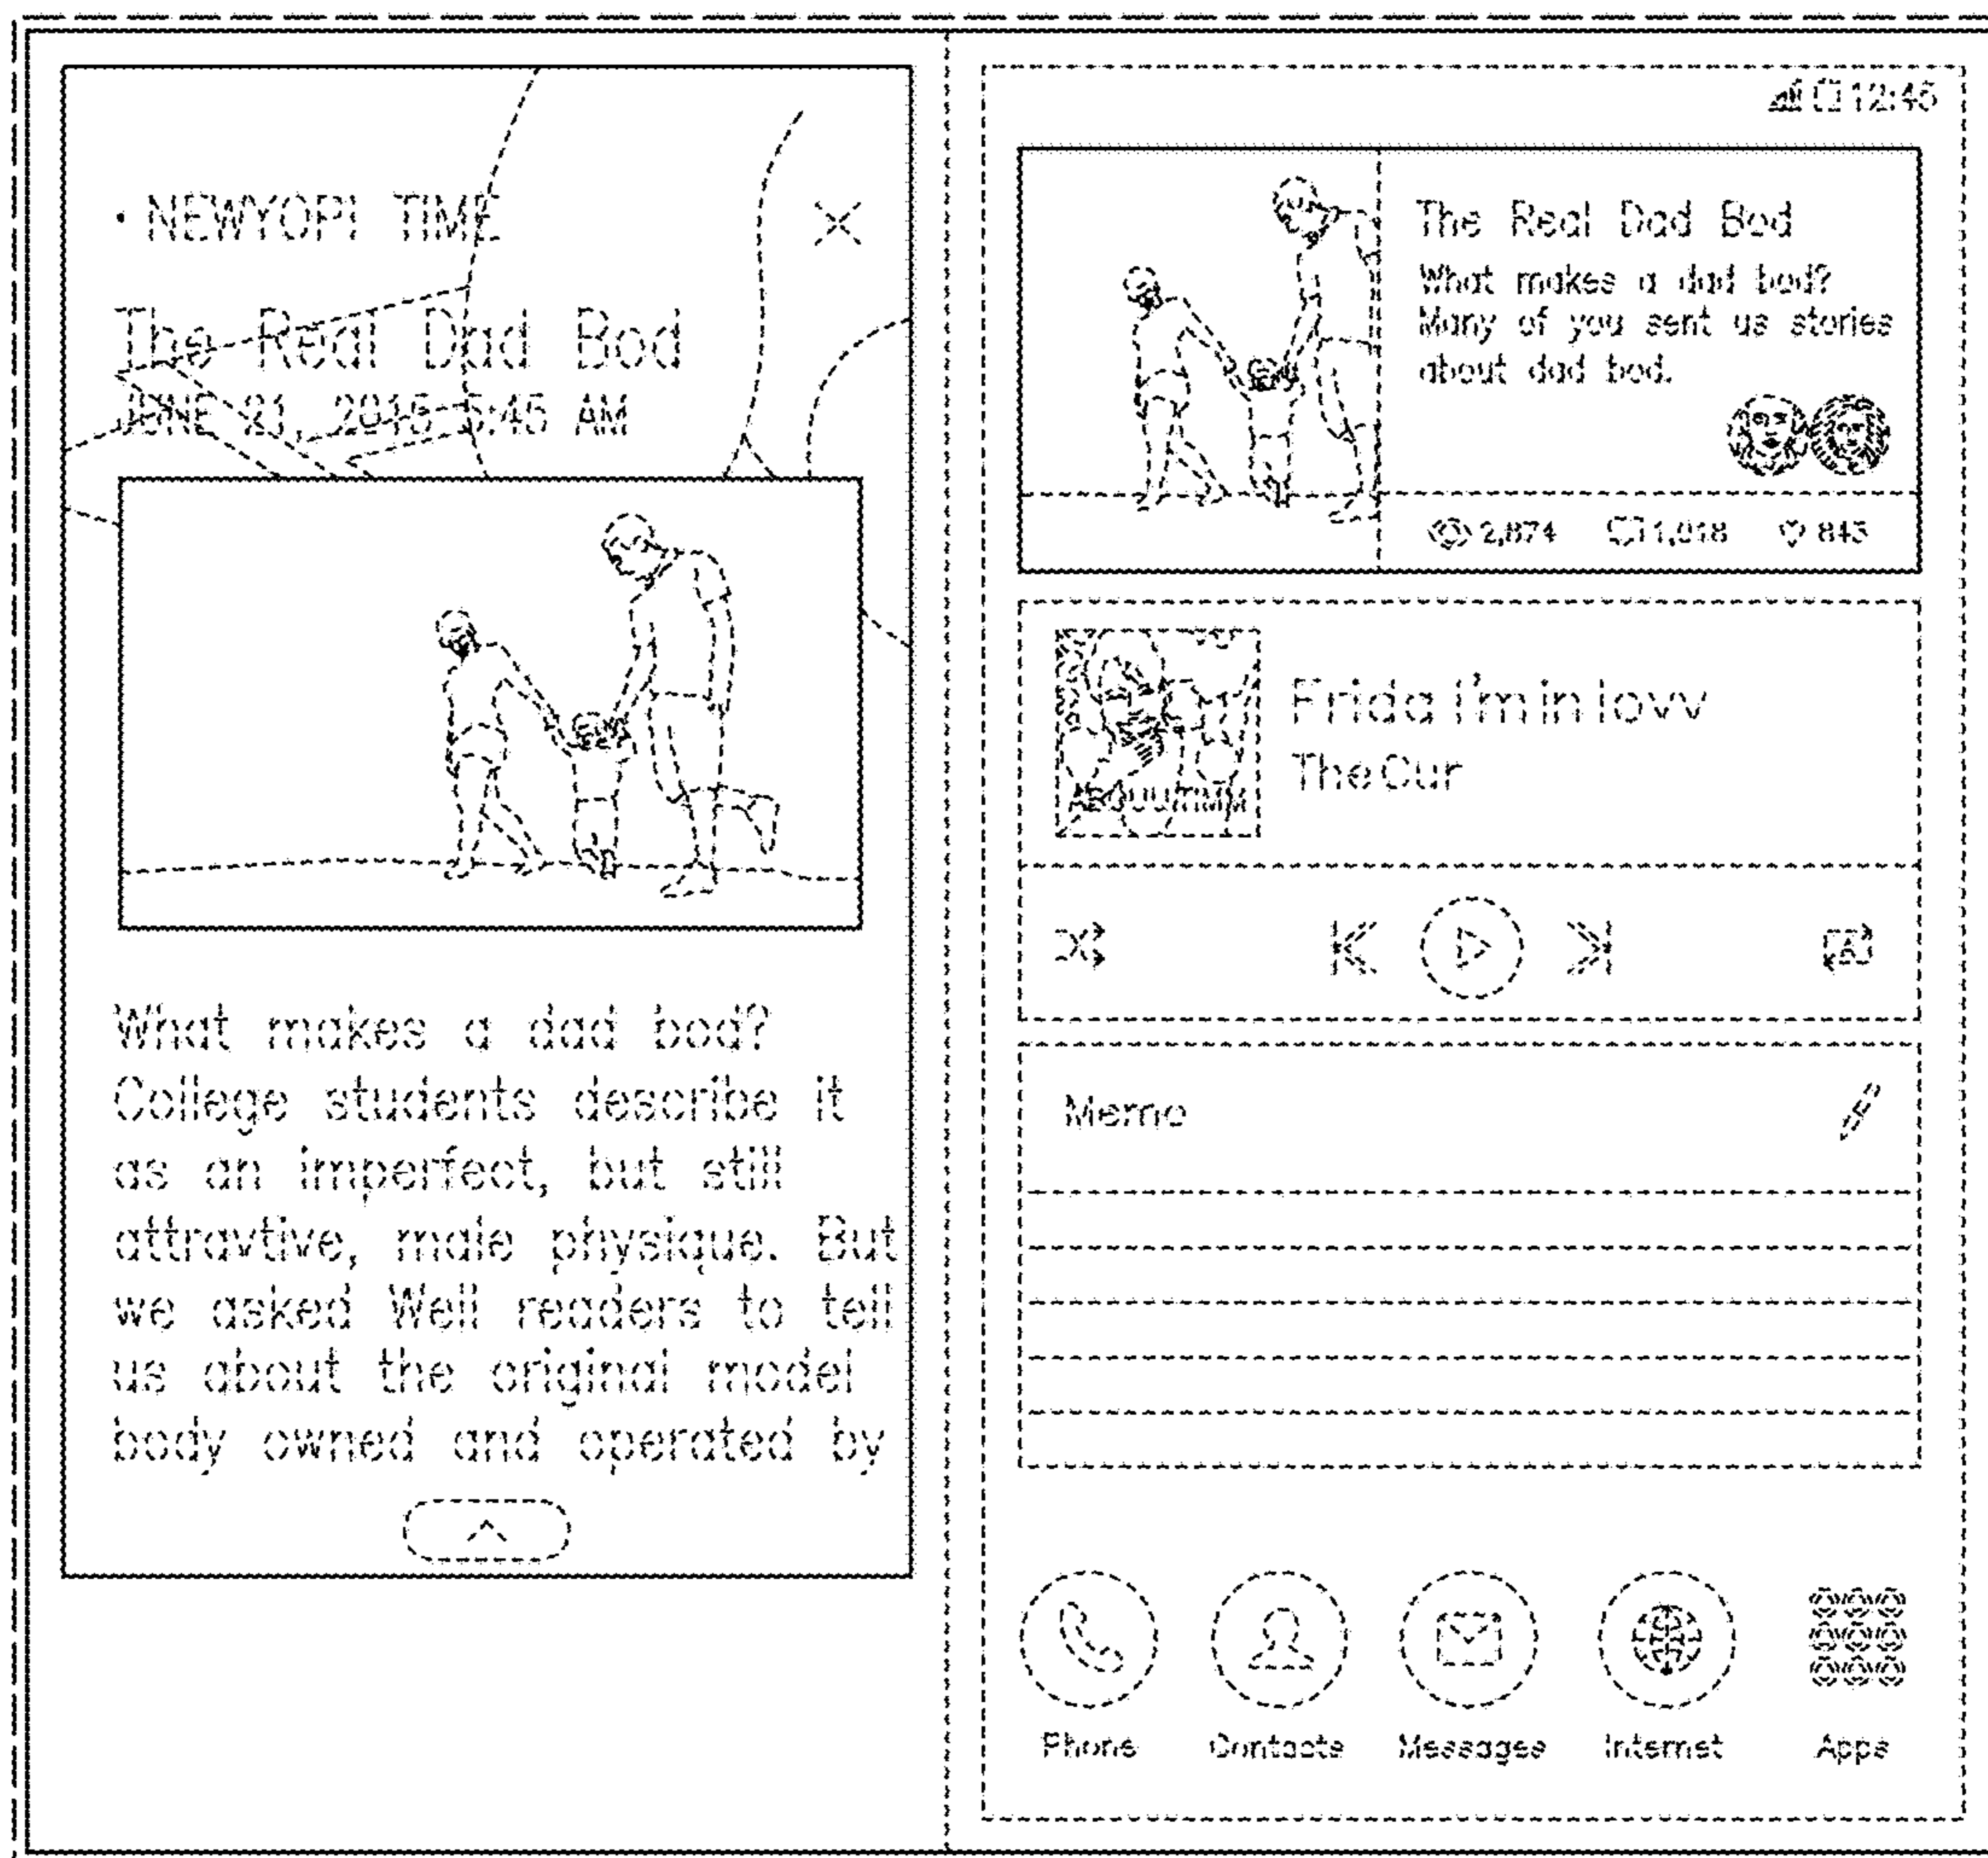 · NEWYOPI TIME
The Real Dad Bod
JUNE 21, 2015 5:45 AM
What makes a dad bod?
College students describe it
as an imperfect, but still
attravtive, male physique. But
we asked Well readers to tell
us about the original model
body owned and operated by
12:45
The Real Dad Bod
What makes a dad bod?
Many of you sent us stories
about dad bod.
2,874 1,018 843
Frida I'm in lovv
The Cur
ABOUUTIMM
Memo
Phone Contacts Messages Internet Apps